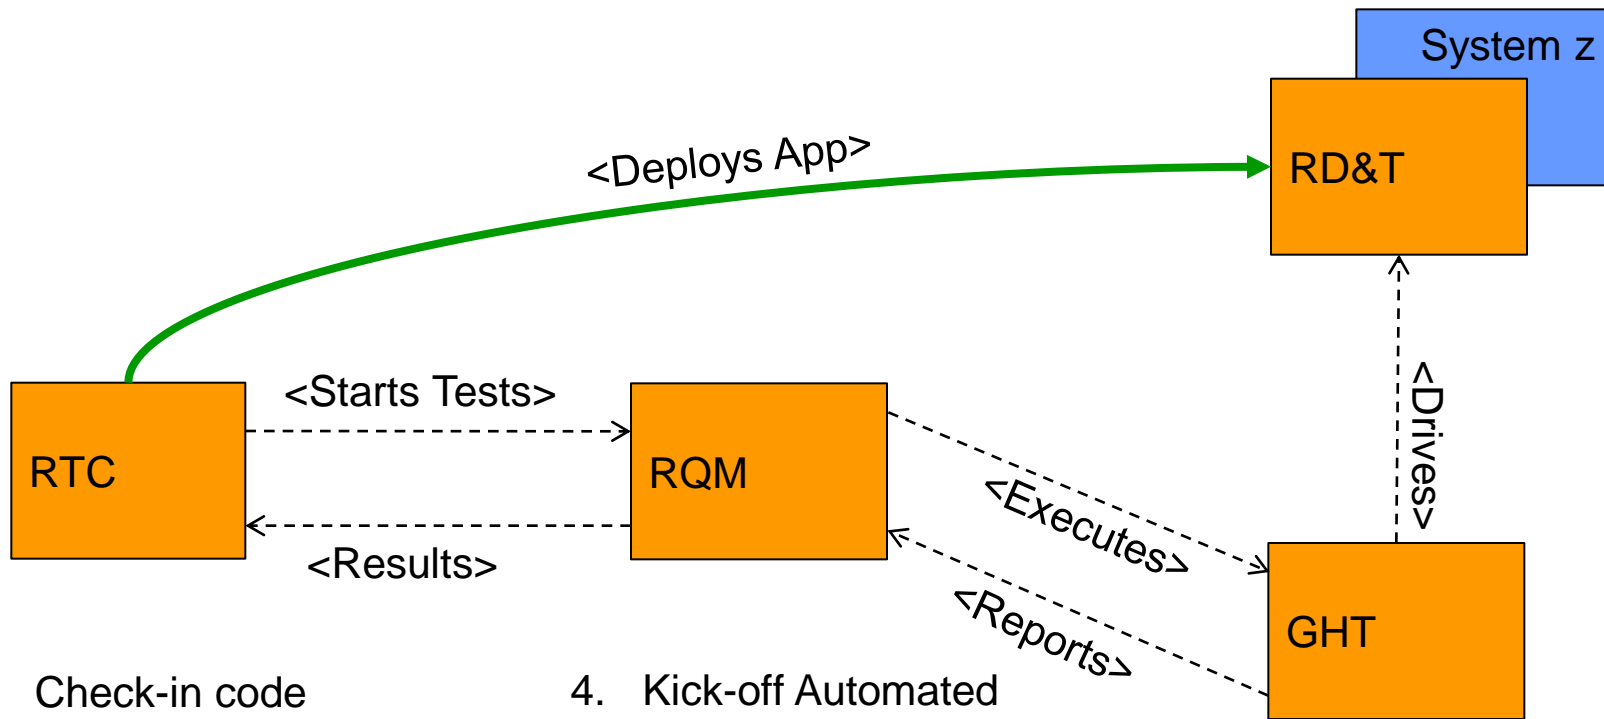 System z
<Deploys App>
RD&T
<Starts Tests>
<Drives>
RTC
RQM
<Executes>
<Results>
<Reports>
GHT
Check-in code
4. Kick-off Automated